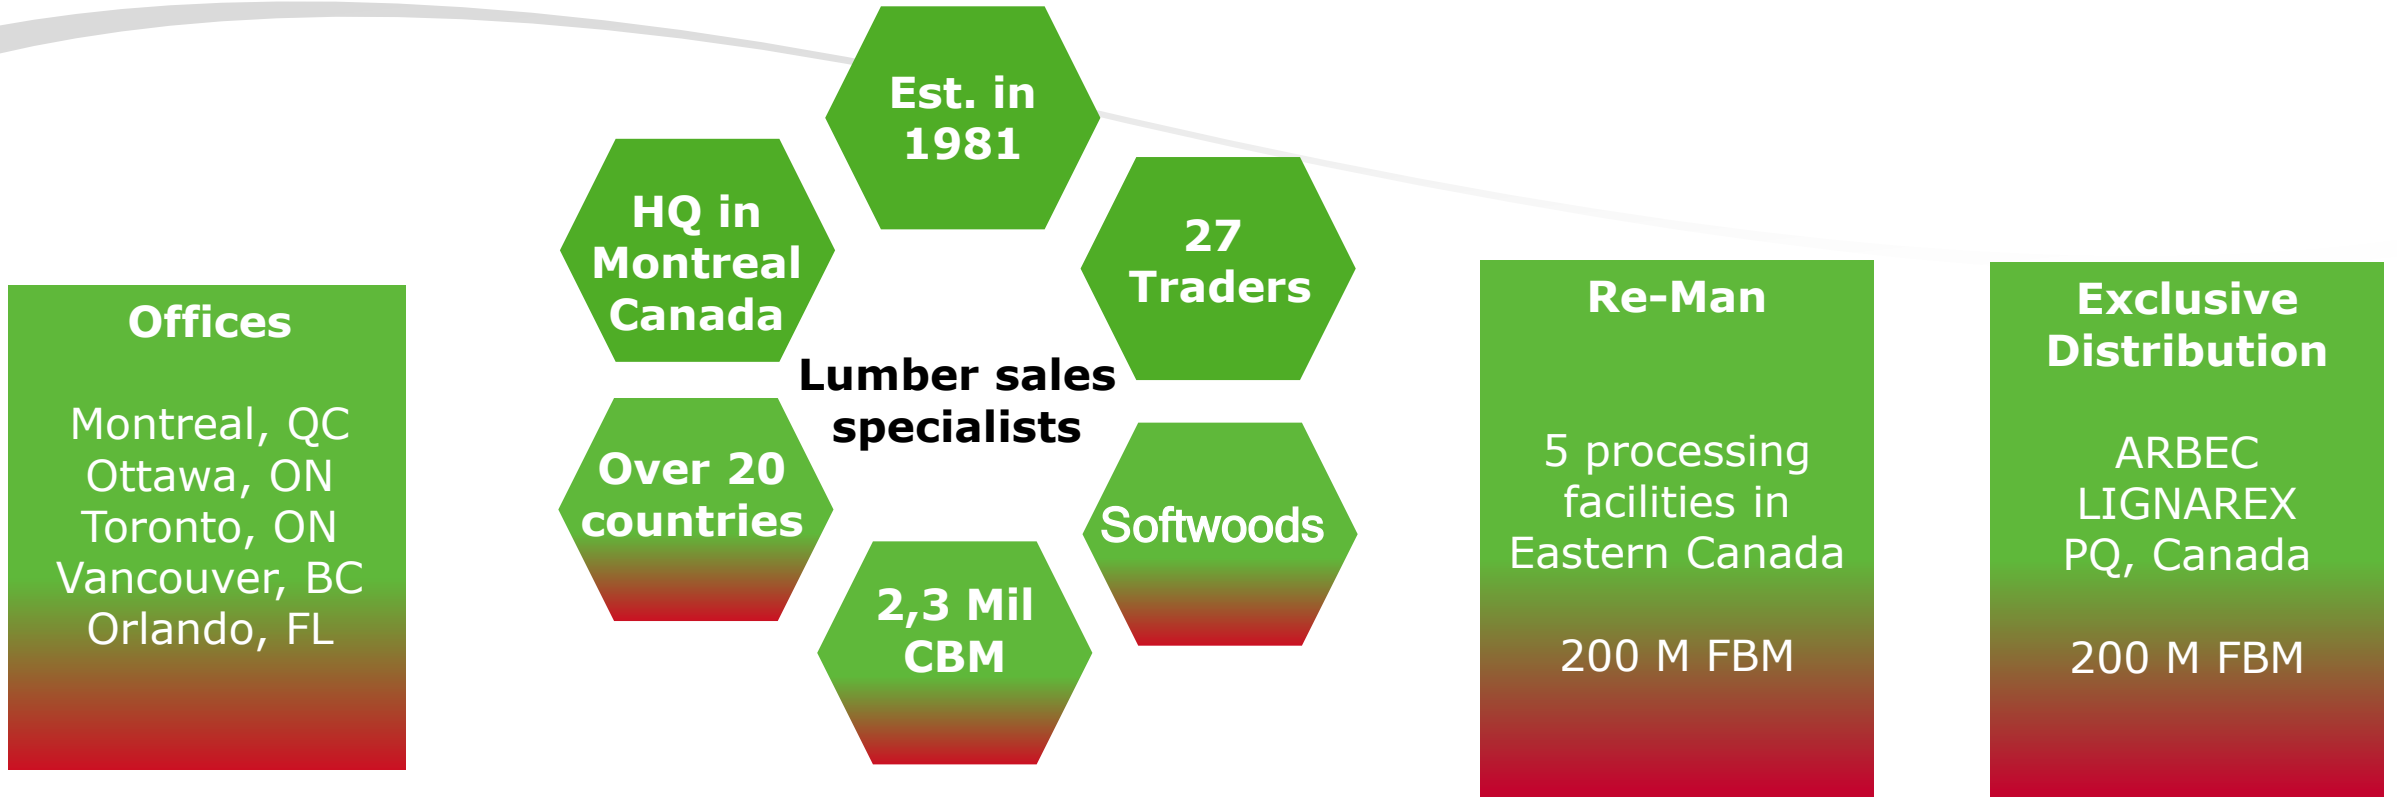 Offices
Montreal, QC
Ottawa, ON
Toronto, ON
Vancouver, BC
Orlando, FL
Est. in
1981
HQ in
Montreal
Canada
27
Traders
Lumber sales
specialists
Over 20
countries
Softwoods
2,3 Mil
CBM
Re-Man
5 processing
facilities in
Eastern Canada
200 M FBM
Exclusive
Distribution
ARBEC
LIGNAREX
PQ, Canada
200 M FBM